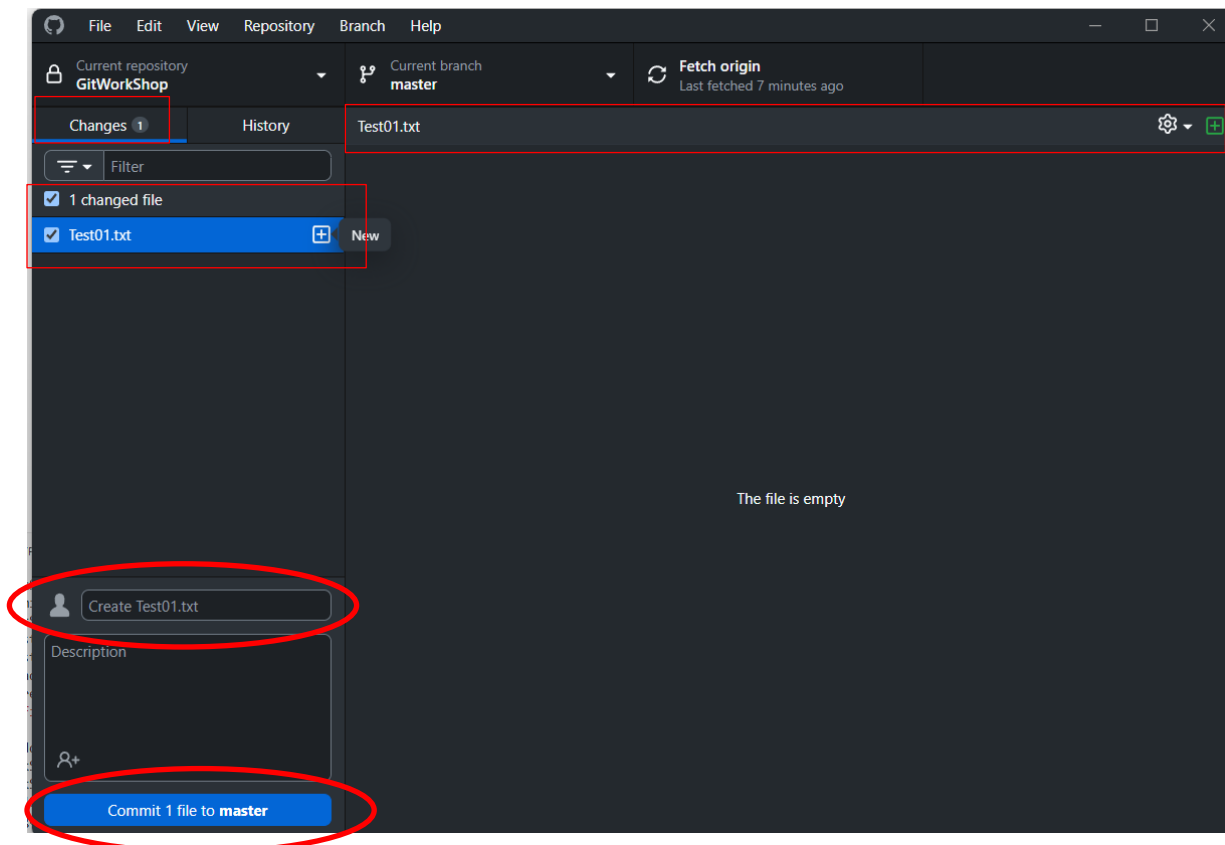 File Edit View Repository Branch Help
Current repository
GitWorkShop
Current branch
master
Fetch origin
Last fetched 7 minutes ago
Changes 1
History
Test01.txt
Filter
1 changed file
Test01.txt
New
The file is empty
Create Test01.txt
Description
Commit 1 file to master